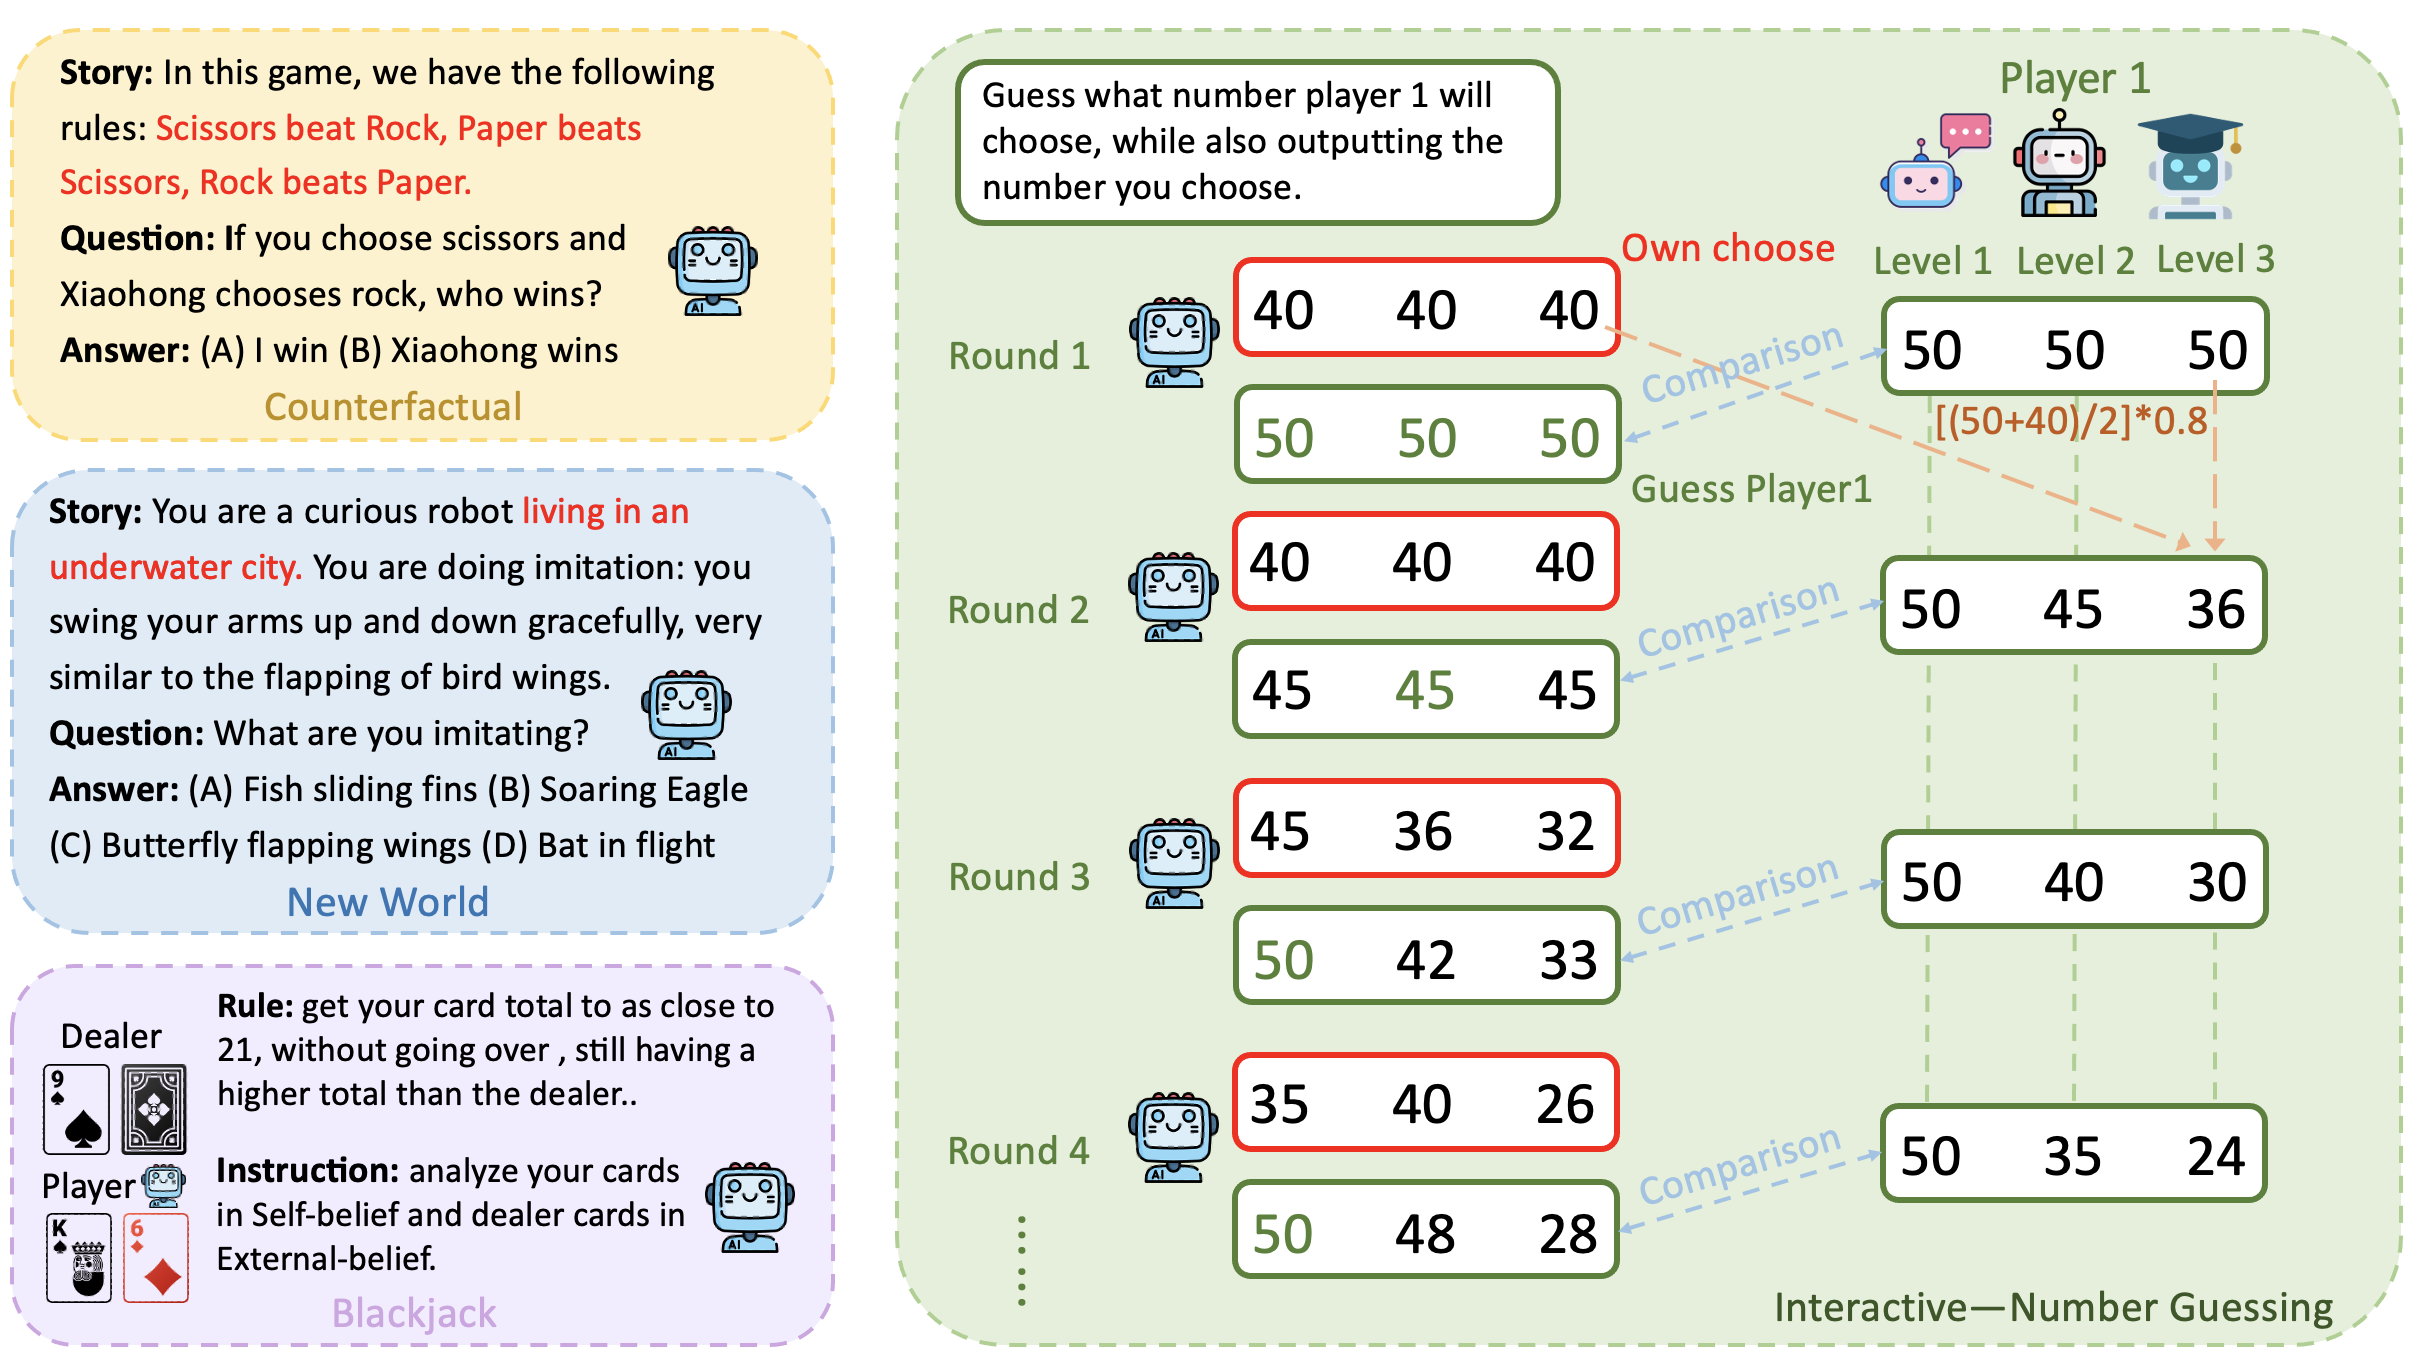 Story: In this game, we have the following
rules: Scissors beat Rock, Paper beats
Scissors, Rock beats Paper.
Question: If you choose scissors and
Xiaohong chooses rock, who wins?
Answer: (A) I win (B) Xiaohong wins
AI
Counterfactual
Story: You are a curious robot living in an
underwater city. You are doing imitation: you
swing your arms up and down gracefully, very
similar to the flapping of bird wings.
Question: What are you imitating?
AI
Answer: (A) Fish sliding fins (B) Soaring Eagle
(C) Butterfly flapping wings (D) Bat in flight
New World
Dealer
9
Player
AI
K
6
Rule: get your card total to as close to
21, without going over , still having a
higher total than the dealer..
Instruction: analyze your cards
in Self-belief and dealer cards in
External-belief.
AI
Blackjack
Guess what number player 1 will
choose, while also outputting the
number you choose.
Player 1
Level 1 Level 2 Level 3
Own choose
Round 1
AI
40 40 40
50 50 50
Comparison
50 50 50
[(50+40)/2]*0.8
Guess Player1
Round 2
AI
40 40 40
45 45 45
Comparison
50 45 36
Round 3
AI
45 36 32
50 42 33
Comparison
50 40 30
Round 4
AI
35 40 26
50 48 28
Comparison
50 35 24
Interactive—Number Guessing